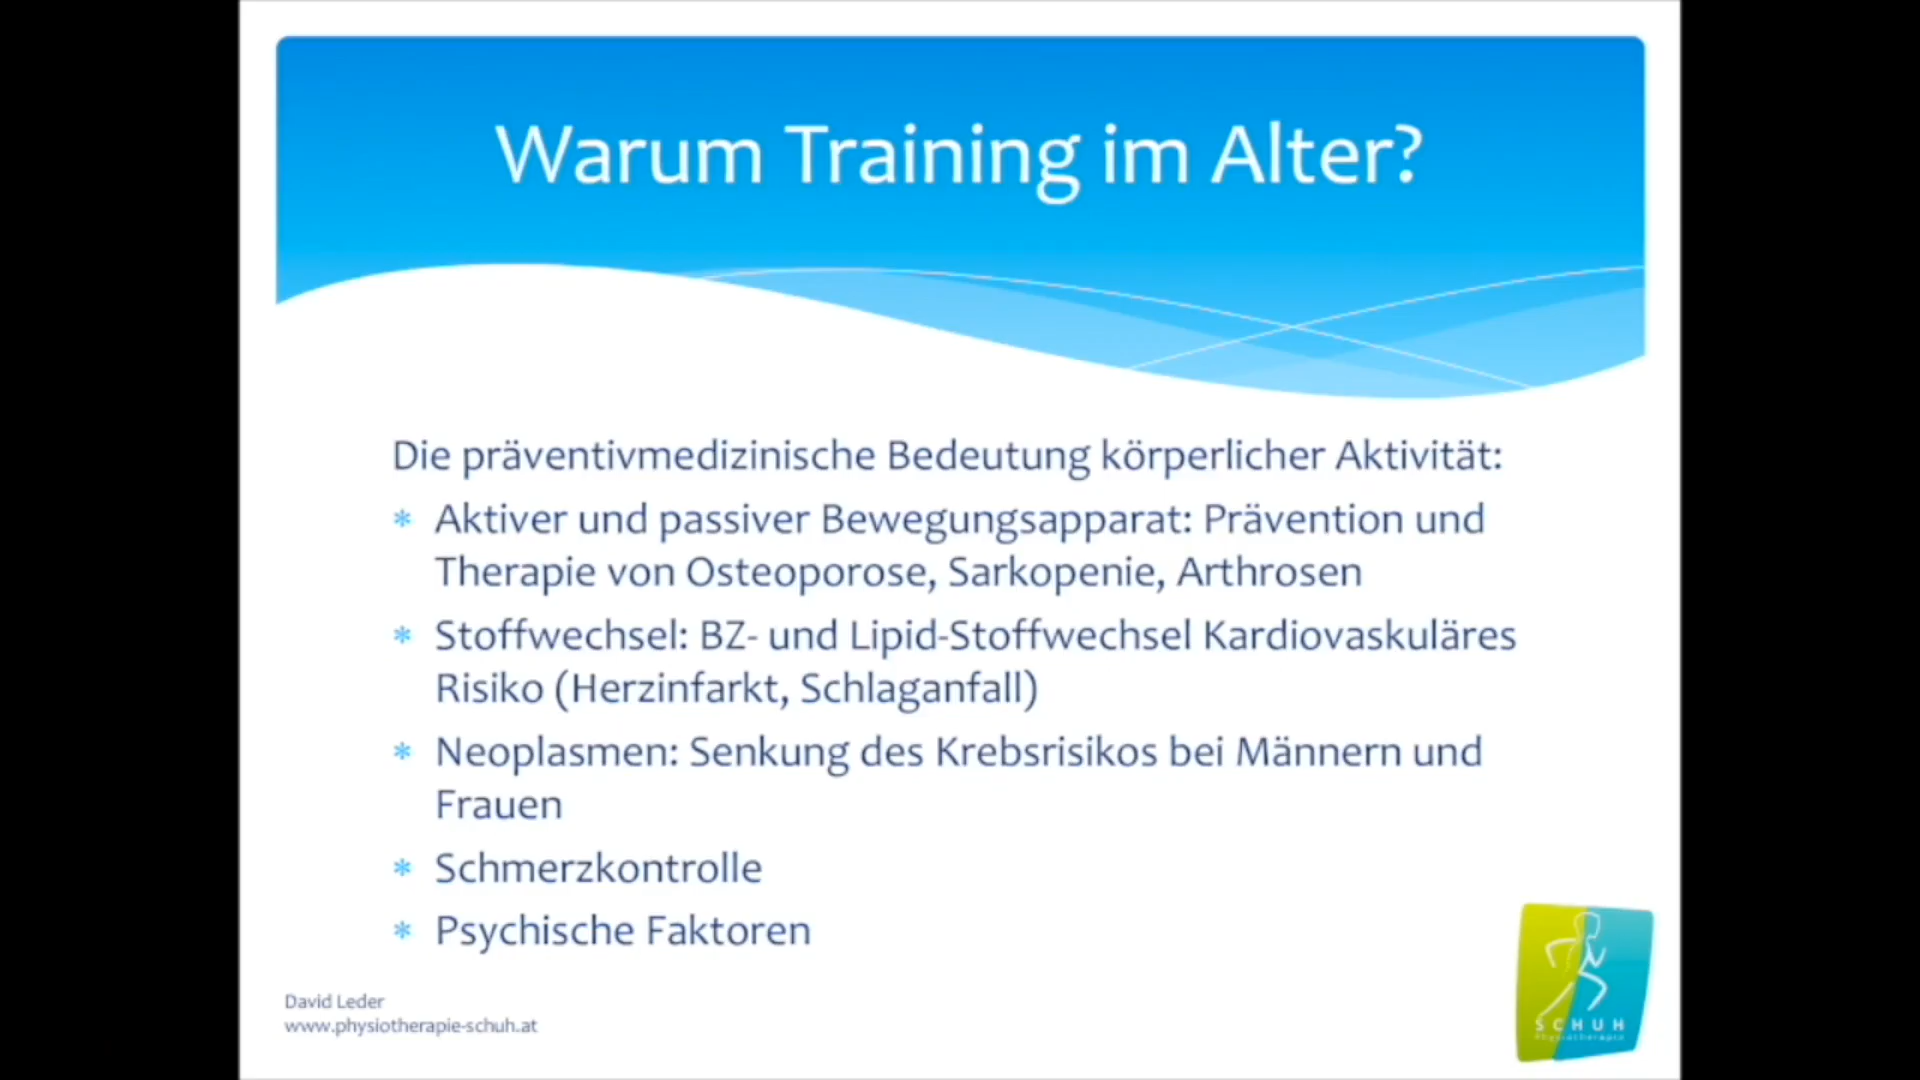 Warum Training im Alter?
Die präventivmedizinische Bedeutung körperlicher Aktivität:
* Aktiver und passiver Bewegungsapparat: Prävention und
Therapie von Osteoporose, Sarkopenie, Arthrosen
* Stoffwechsel: BZ- und Lipid-Stoffwechsel Kardiovaskuläres
Risiko (Herzinfarkt, Schlaganfall)
* Neoplasmen: Senkung des Krebsrisikos bei Männern und
Frauen
* Schmerzkontrolle
* Psychische Faktoren
David Leder
www.physiotherapie-schuh.at
SCHUH
Physiotherapie